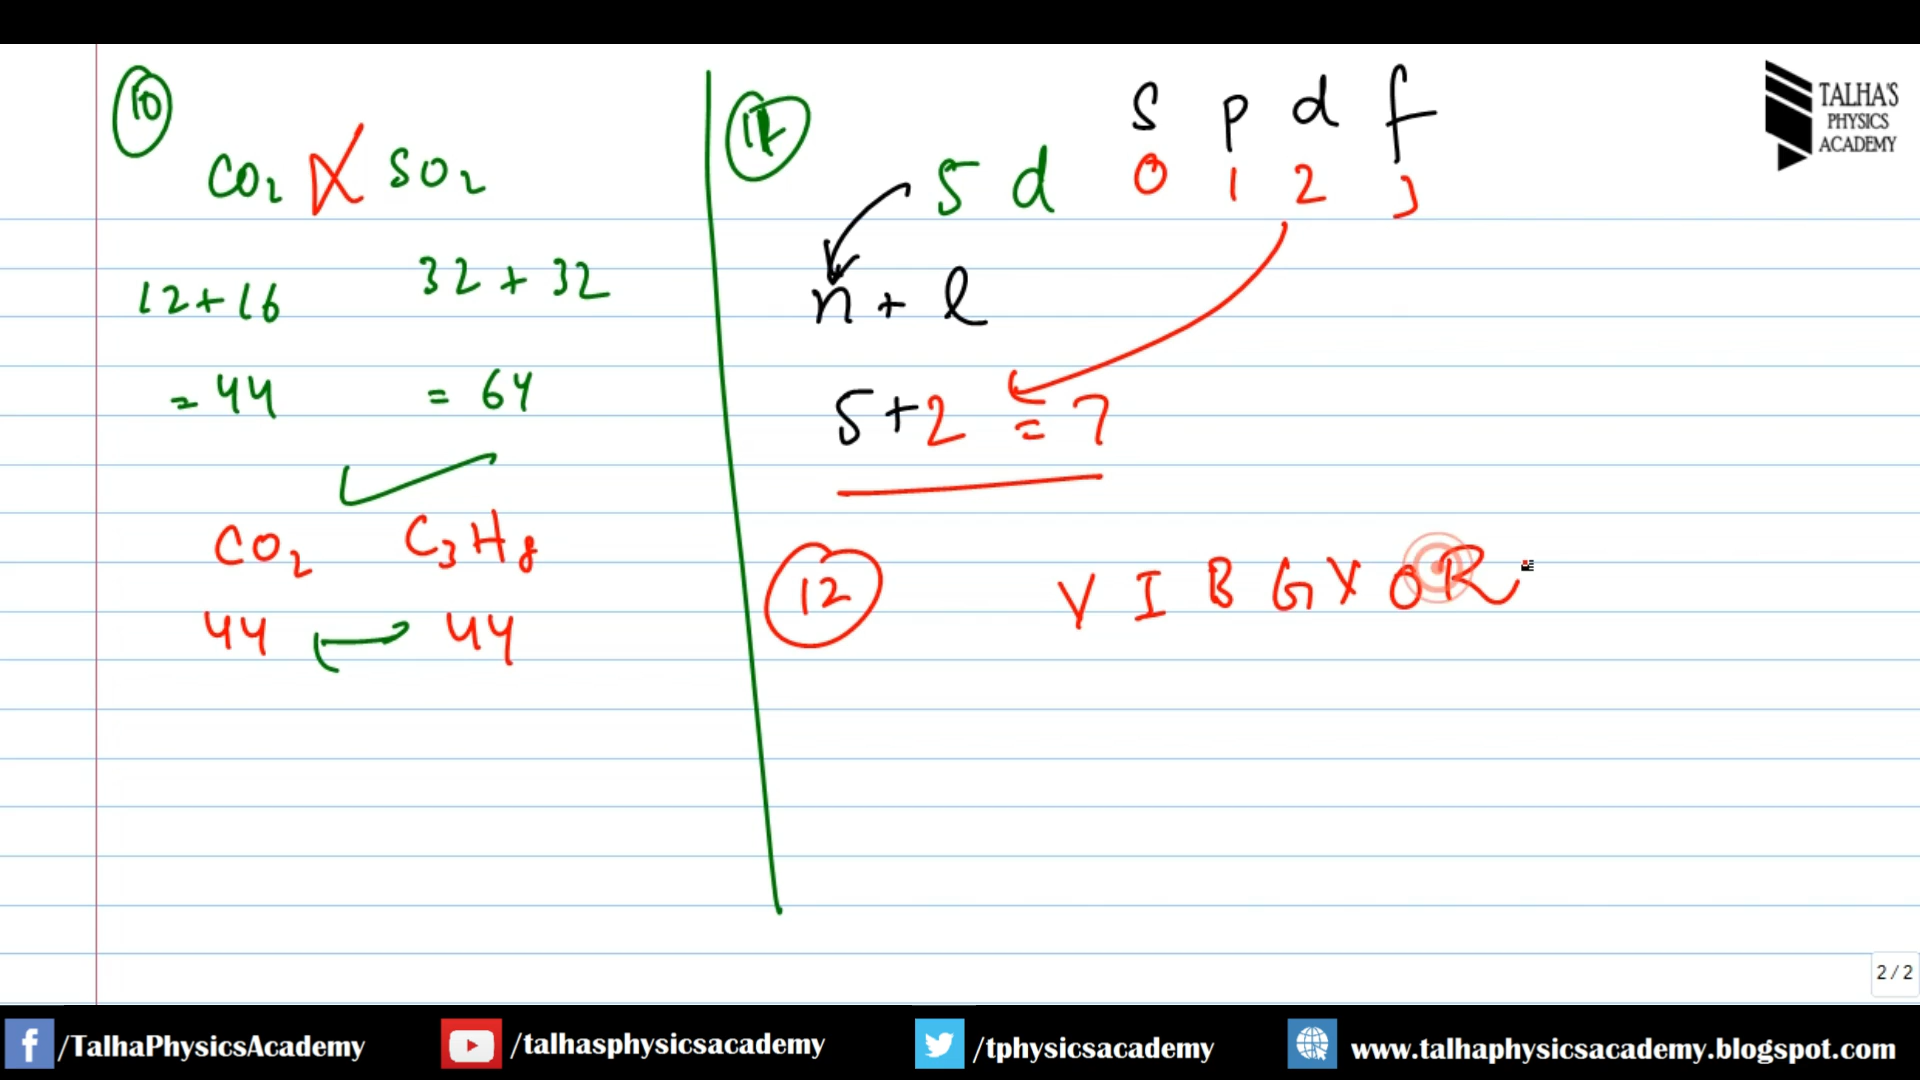 10
CO2 SO2
12+16 32 + 32
= 44 = 64
CO2 C3H8
44 44
11
s p d f
5 d 0 1 2 3
n + l
5+2 = 7
12 V I B G Y O R
TALHA'S
PHYSICS
ACADEMY
2 / 2
/TalhaPhysicsAcademy /talhasphysicsacademy /tphysicsacademy www.talhaphysicsacademy.blogspot.com